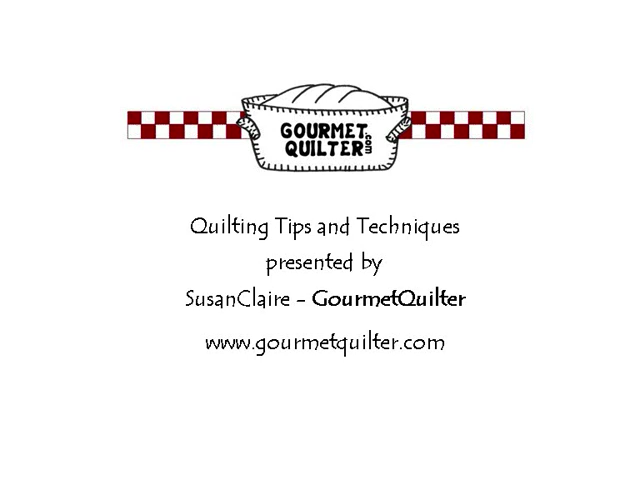 GOURMET
QUILTER.com
Quilting Tips and Techniques
presented by
SusanClaire - GourmetQuilter
www.gourmetquilter.com